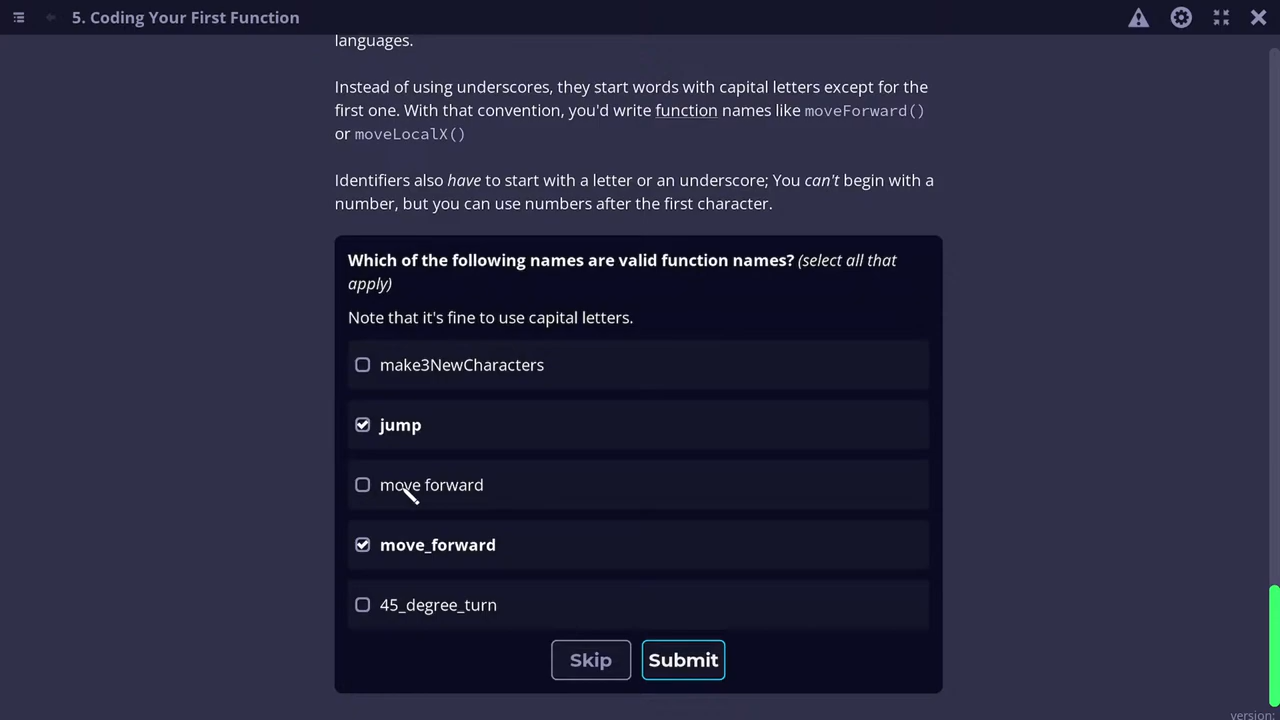 5. Coding Your First Function
languages.
Instead of using underscores, they start words with capital letters except for the
first one. With that convention, you'd write function names like moveForward()
or moveLocalX()
Identifiers also have to start with a letter or an underscore; You can't begin with a
number, but you can use numbers after the first character.
Which of the following names are valid function names? (select all that
apply)
Note that it's fine to use capital letters.
make3NewCharacters
jump
move forward
move_forward
45_degree_turn
Skip Submit
version: